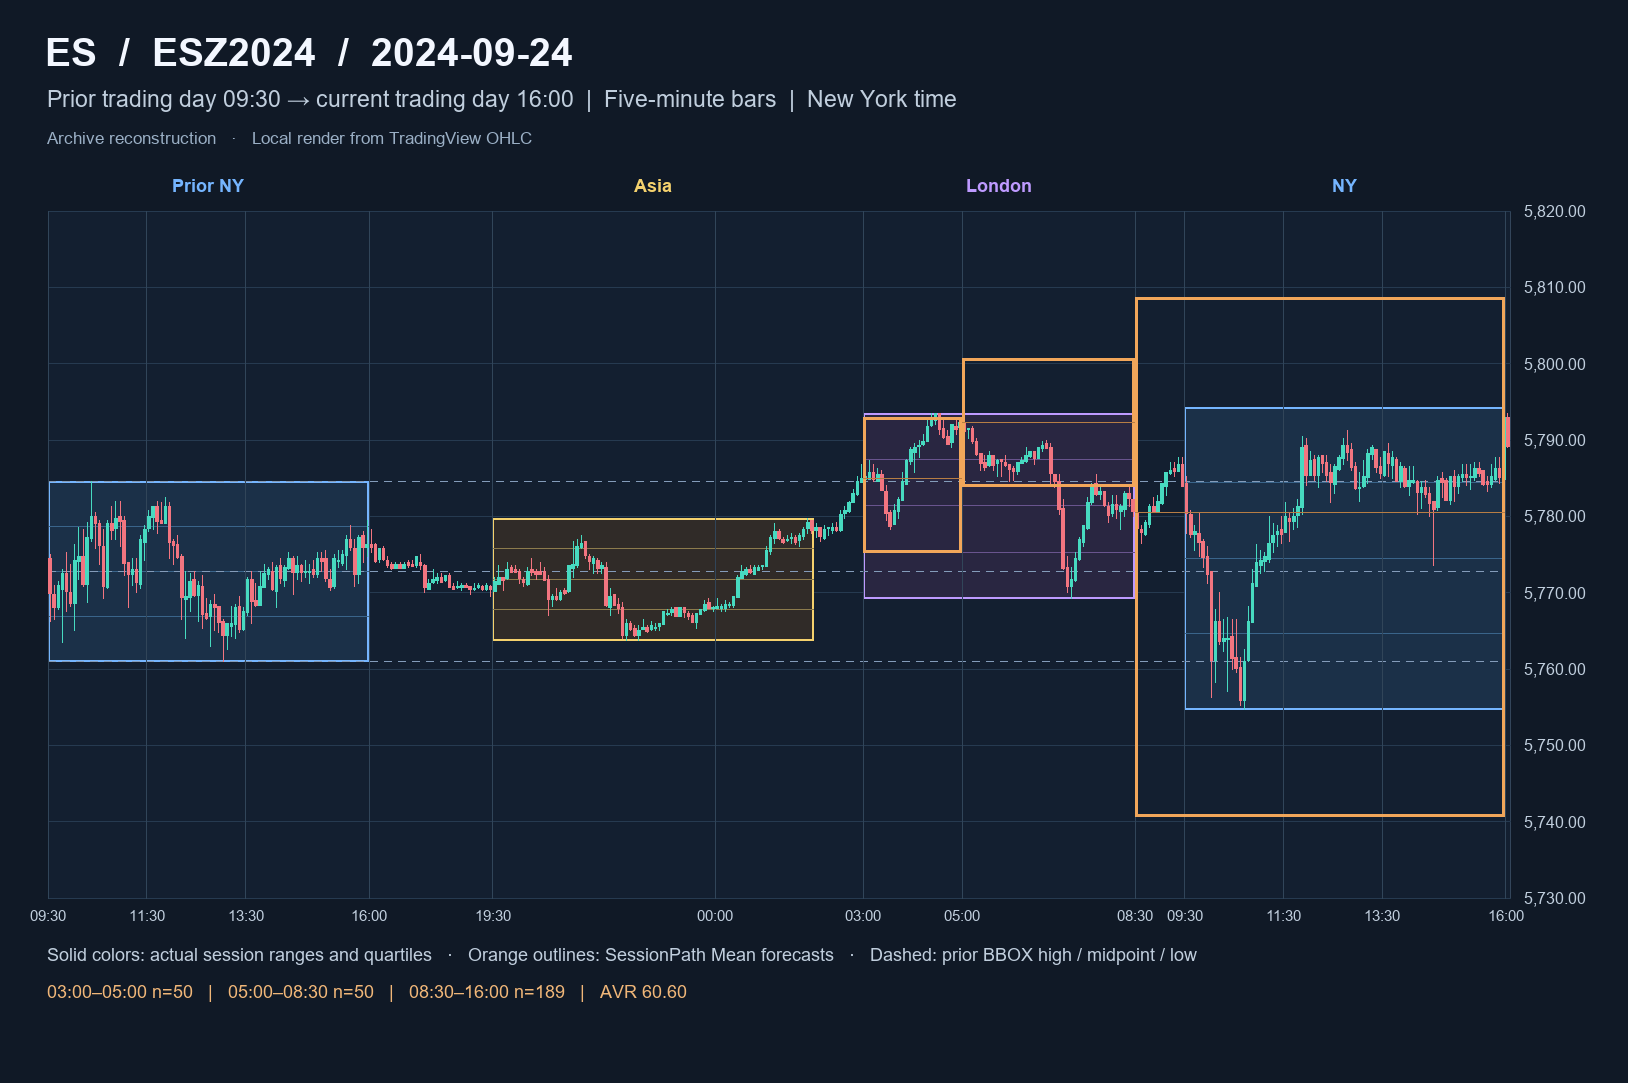 ES / ESZ2024 / 2024-09-24
Prior trading day 09:30 → current trading day 16:00 | Five-minute bars | New York time
Archive reconstruction · Local render from TradingView OHLC
Prior NY Asia London NY
5,820.00
5,810.00
5,800.00
5,790.00
5,780.00
5,770.00
5,760.00
5,750.00
5,740.00
5,730.00
09:30 11:30 13:30 16:00 19:30 00:00 03:00 05:00 08:30 09:30 11:30 13:30 16:00
Solid colors: actual session ranges and quartiles · Orange outlines: SessionPath Mean forecasts · Dashed: prior BBOX high / midpoint / low
03:00–05:00 n=50 | 05:00–08:30 n=50 | 08:30–16:00 n=189 | AVR 60.60